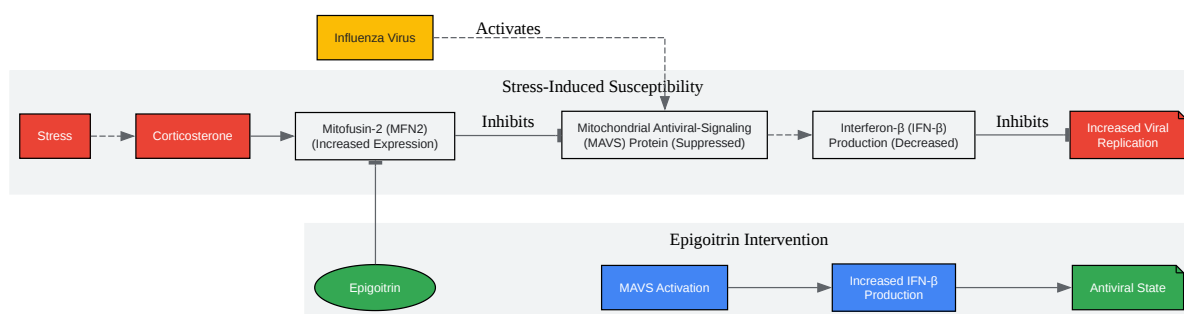 Influenza Virus
Activates
Stress-Induced Susceptibility
Stress
Corticosterone
Mitofusin-2 (MFN2)
(Increased Expression)
Inhibits
Mitochondrial Antiviral-Signaling
(MAVS) Protein (Suppressed)
Interferon-β (IFN-β)
Production (Decreased)
Inhibits
Increased Viral
Replication
Epigoitrin Intervention
Epigoitrin
MAVS Activation
Increased IFN-β
Production
Antiviral State